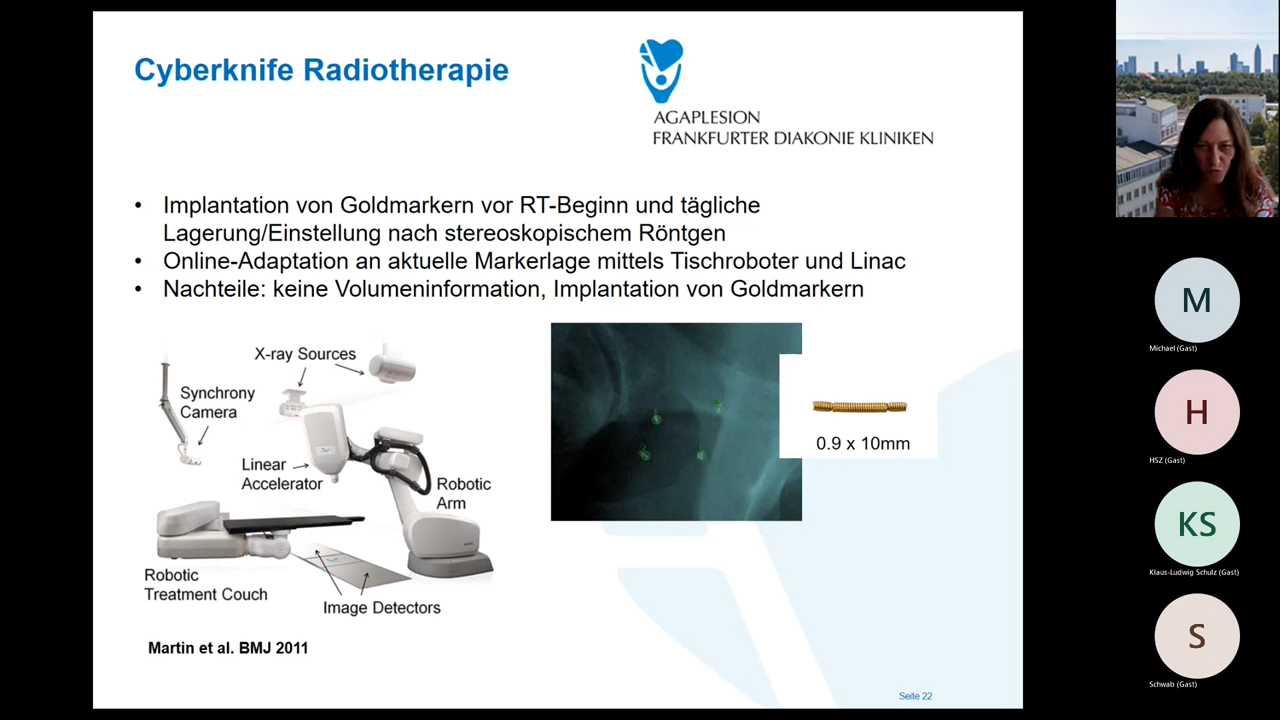 Cyberknife Radiotherapie
AGAPLESION
FRANKFURTER DIAKONIE KLINIKEN
• Implantation von Goldmarkern vor RT-Beginn und tägliche
Lagerung/Einstellung nach stereoskopischem Röntgen
• Online-Adaptation an aktuelle Markerlage mittels Tischroboter und Linac
• Nachteile: keine Volumeninformation, Implantation von Goldmarkern
X-ray Sources
Synchrony
Camera
Linear
Accelerator
Robotic
Arm
Robotic
Treatment Couch
Image Detectors
0.9 x 10mm
Martin et al. BMJ 2011
Seite 22
M
Michael (Gast)
H
HSZ (Gast)
KS
Klaus-Ludwig Schulz (Gast)
S
Schwab (Gast)